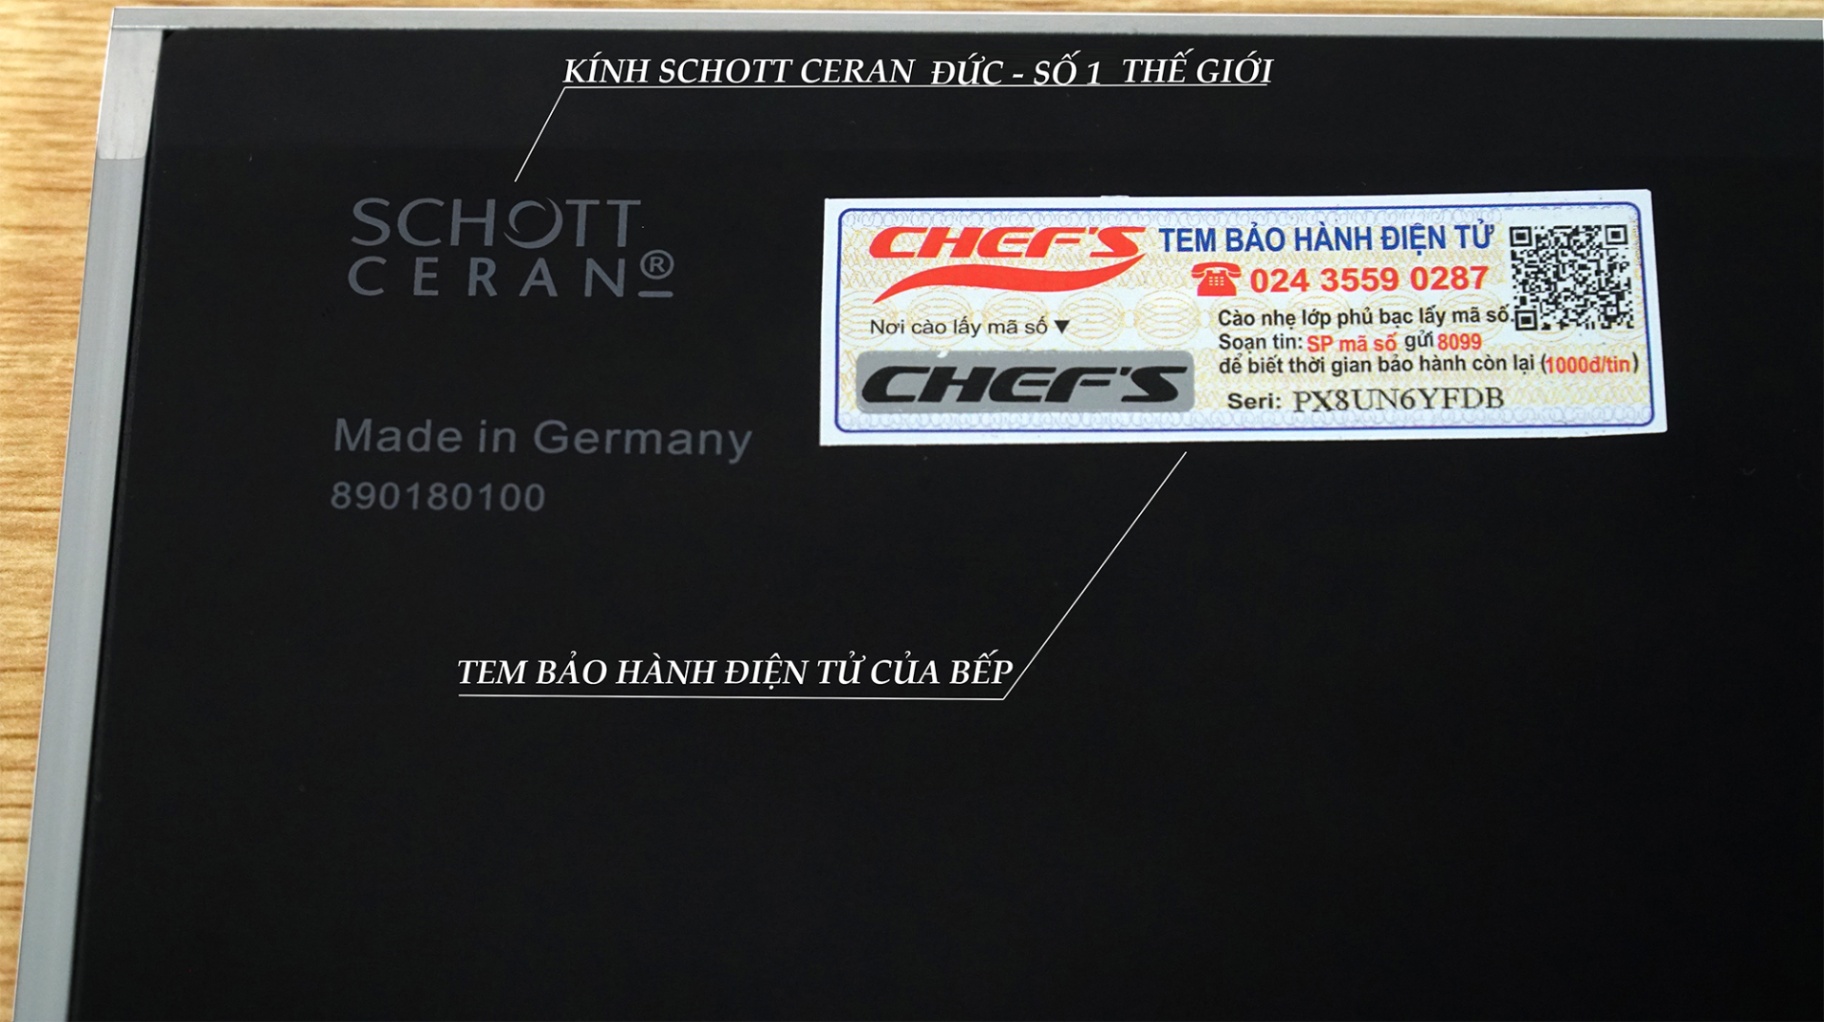 KÍNH SCHOTT CERAN ĐỨC - SỐ 1 THẾ GIỚI
SCHOTT
CERAN®
Made in Germany
890180100
CHEF'S
TEM BẢO HÀNH ĐIỆN TỬ
024 3559 0287
Nơi cào lấy mã số ▼
CHEF'S
Cào nhẹ lớp phủ bạc lấy mã số.
Soạn tin: SP mã số gửi 8099
để biết thời gian bảo hành còn lại (1000đ/tin)
Seri: PX8UN6YFDB
TEM BẢO HÀNH ĐIỆN TỬ CỦA BẾP